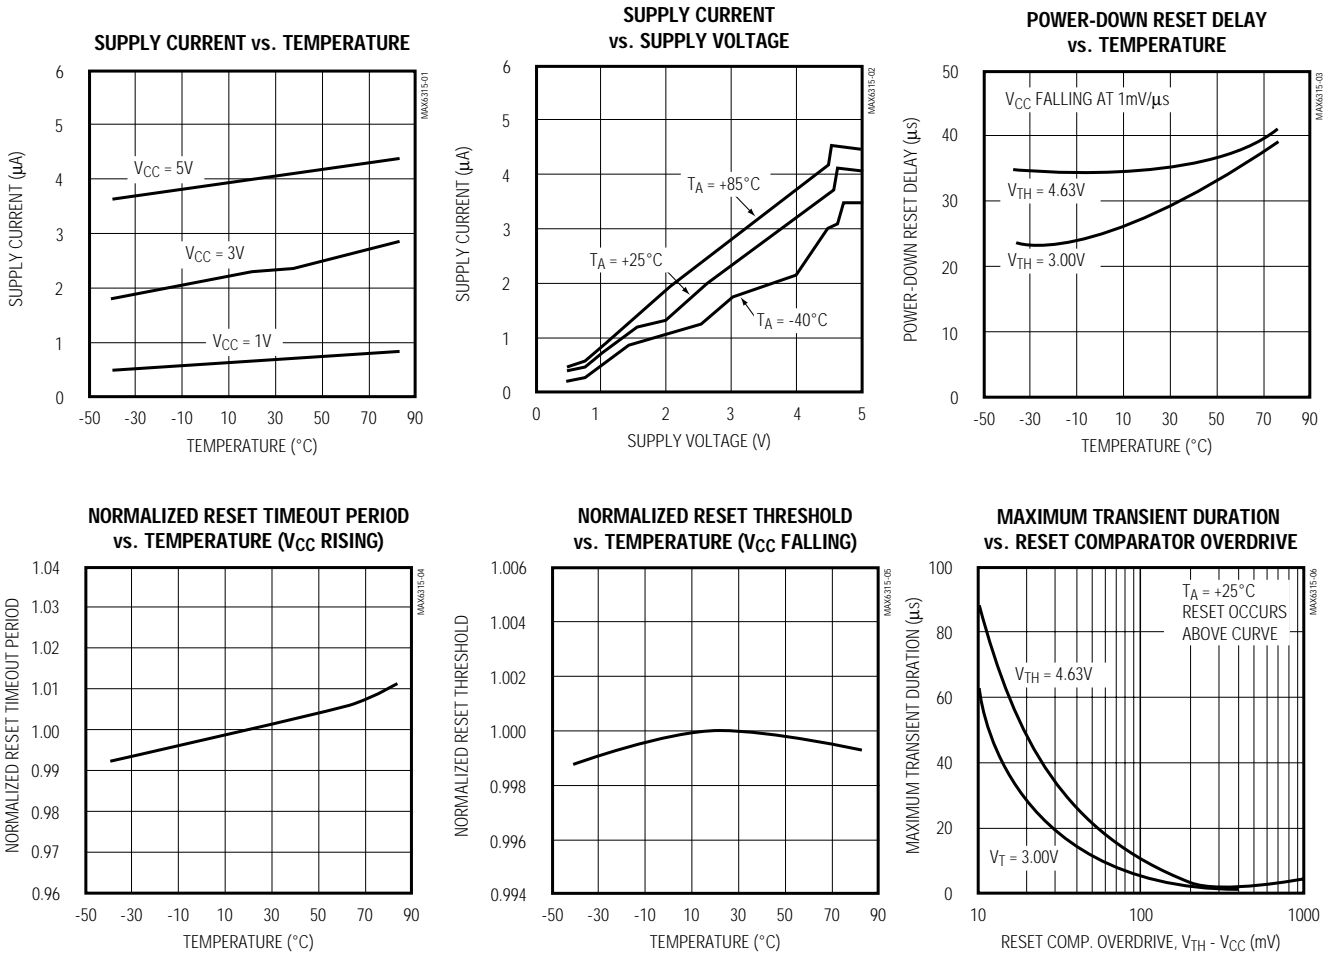 SUPPLY CURRENT vs. TEMPERATURE
6
5
4
3
2
1
0
SUPPLY CURRENT (μA)
VCC = 5V
VCC = 3V
VCC = 1V
-50 -30 -10 10 30 50 70 90
TEMPERATURE (°C)
MAX6315-01
SUPPLY CURRENT
vs. SUPPLY VOLTAGE
6
5
4
3
2
1
0
SUPPLY CURRENT (μA)
TA = +85°C
TA = +25°C
TA = -40°C
0 1 2 3 4 5
SUPPLY VOLTAGE (V)
MAX6315-02
POWER-DOWN RESET DELAY
vs. TEMPERATURE
50
40
30
20
10
0
POWER-DOWN RESET DELAY (μs)
VCC FALLING AT 1mV/μs
VTH = 4.63V
VTH = 3.00V
-50 -30 -10 10 30 50 70 90
TEMPERATURE (°C)
MAX6315-03
NORMALIZED RESET TIMEOUT PERIOD
vs. TEMPERATURE (VCC RISING)
1.04
1.03
1.02
1.01
1.00
0.99
0.98
0.97
0.96
NORMALIZED RESET TIMEOUT PERIOD
-50 -30 -10 10 30 50 70 90
TEMPERATURE (°C)
MAX6315-04
NORMALIZED RESET THRESHOLD
vs. TEMPERATURE (VCC FALLING)
1.006
1.004
1.002
1.000
0.998
0.996
0.994
NORMALIZED RESET THRESHOLD
-50 -30 -10 10 30 50 70 90
TEMPERATURE (°C)
MAX6315-05
MAXIMUM TRANSIENT DURATION
vs. RESET COMPARATOR OVERDRIVE
100
80
60
40
20
0
MAXIMUM TRANSIENT DURATION (μs)
TA = +25°C
RESET OCCURS
ABOVE CURVE
VTH = 4.63V
VT = 3.00V
10 100 1000
RESET COMP. OVERDRIVE, VTH - VCC (mV)
MAX6315-06